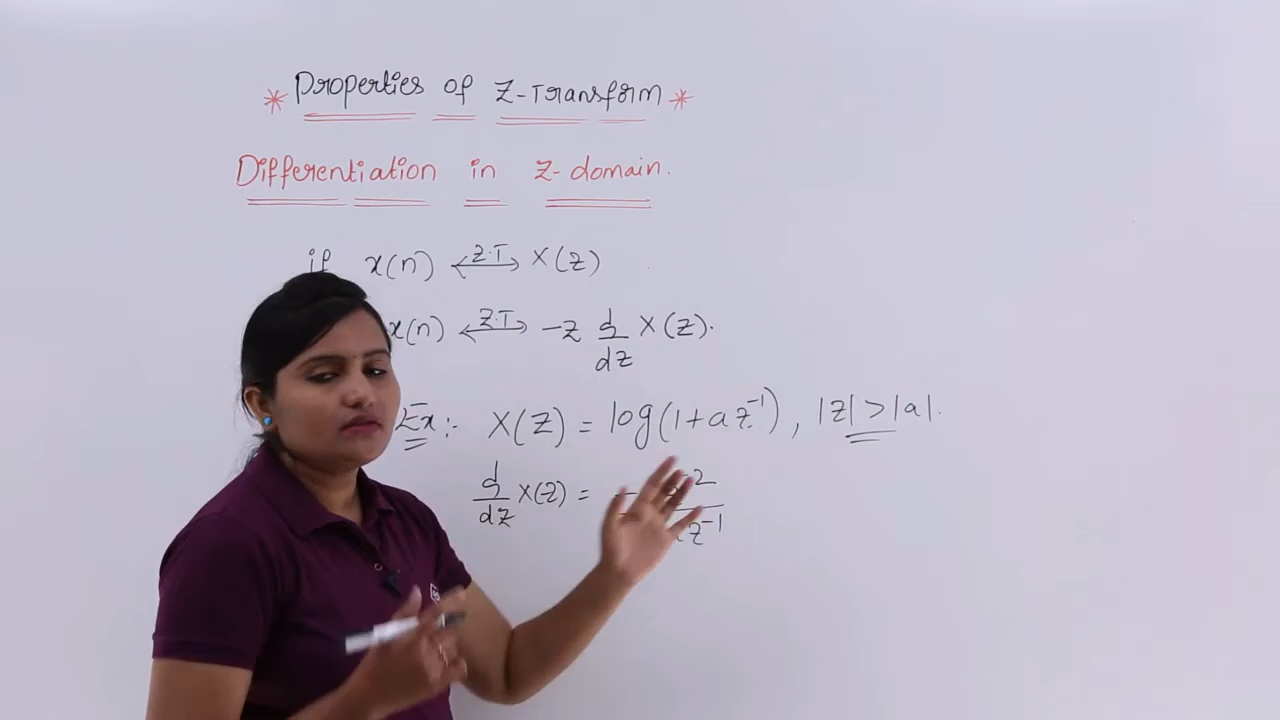 * Properties of Z-Transform *
Differentiation in Z-domain.
if x(n) <—Z.T—> X(z)
x(n) <—Z.T—> -z d/dz X(z).
Ex:- X(z) = log(1+az⁻¹), |z|>|a|.
d/dz X(z) =